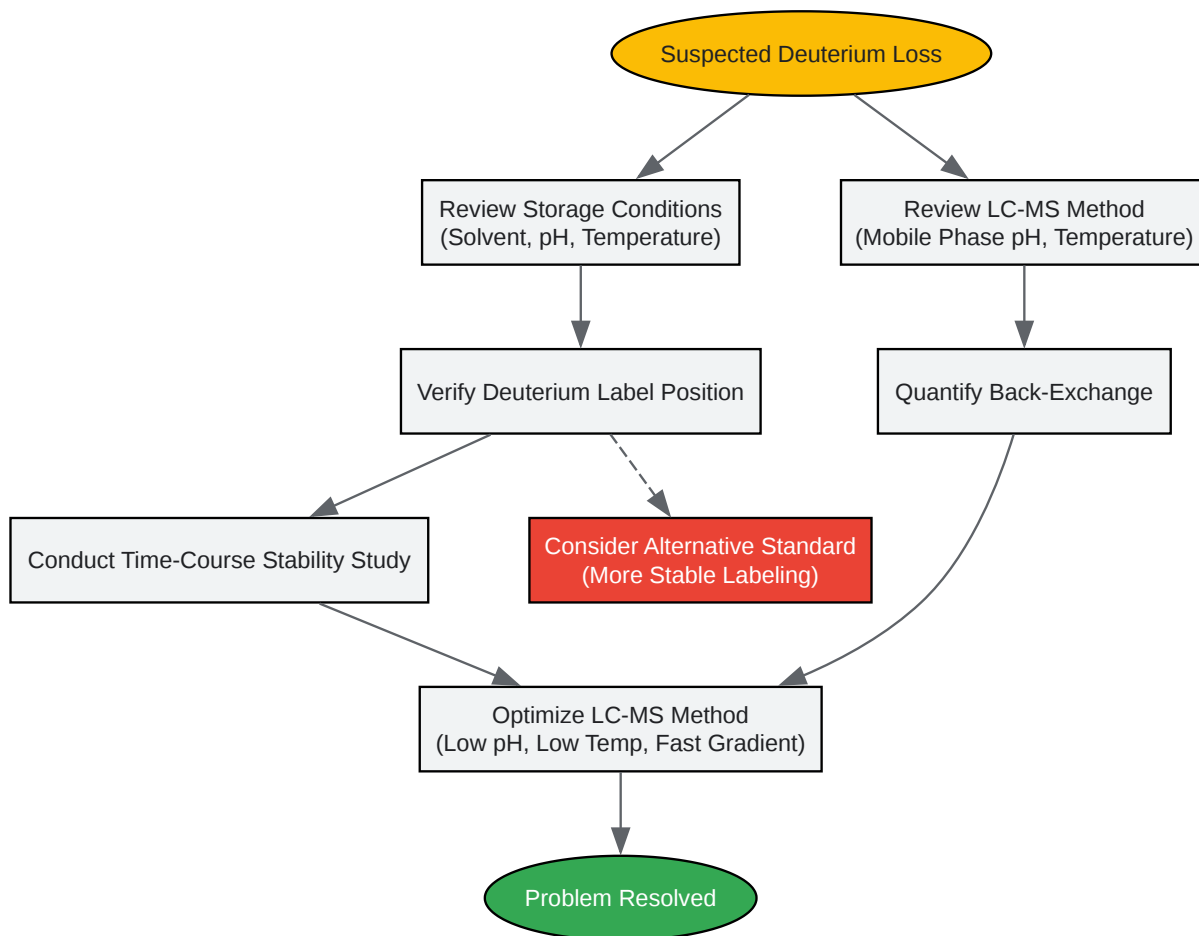 Suspected Deuterium Loss
Review Storage Conditions
(Solvent, pH, Temperature)
Review LC-MS Method
(Mobile Phase pH, Temperature)
Verify Deuterium Label Position
Quantify Back-Exchange
Conduct Time-Course Stability Study
Consider Alternative Standard
(More Stable Labeling)
Optimize LC-MS Method
(Low pH, Low Temp, Fast Gradient)
Problem Resolved